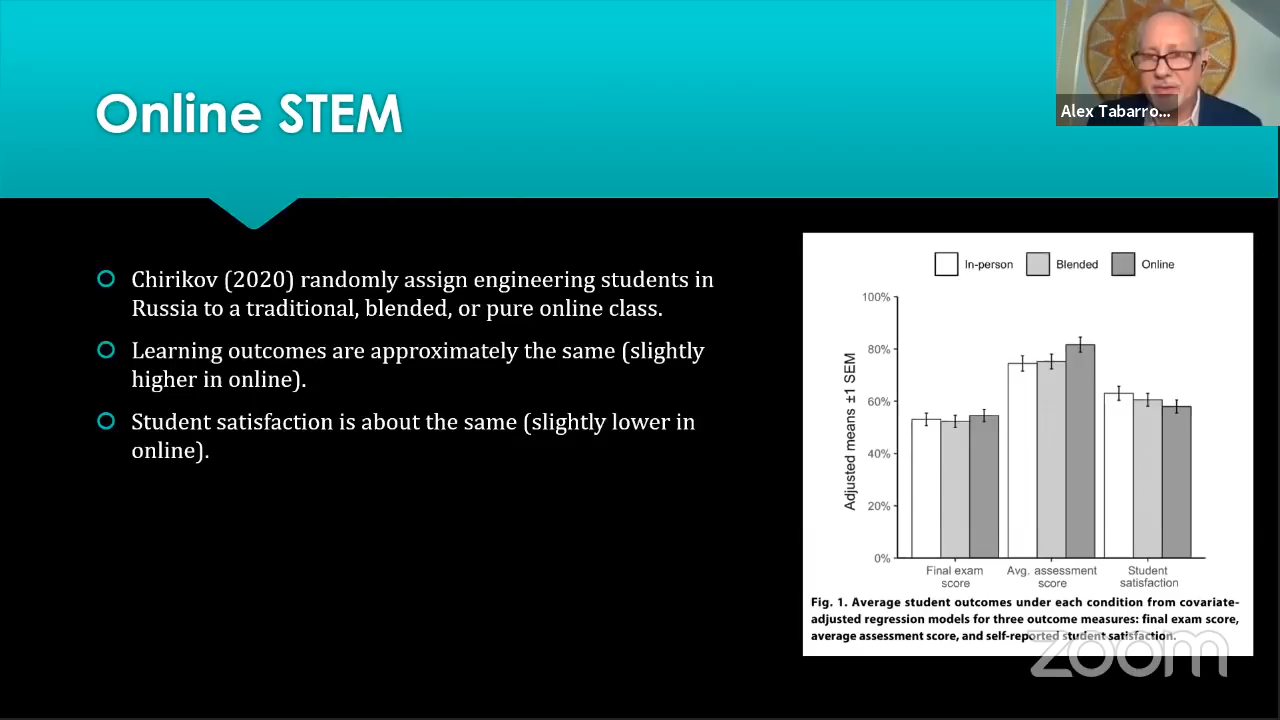 Online STEM
Alex Tabarro...
Chirikov (2020) randomly assign engineering students in
Russia to a traditional, blended, or pure online class.
Learning outcomes are approximately the same (slightly
higher in online).
Student satisfaction is about the same (slightly lower in
online).
In-person Blended Online
Adjusted means ±1 SEM
100%
80%
60%
40%
20%
0%
Final exam
score
Avg. assessment
score
Student
satisfaction
Fig. 1. Average student outcomes under each condition from covariate-
adjusted regression models for three outcome measures: final exam score,
average assessment score, and self-reported student satisfaction.
zoom